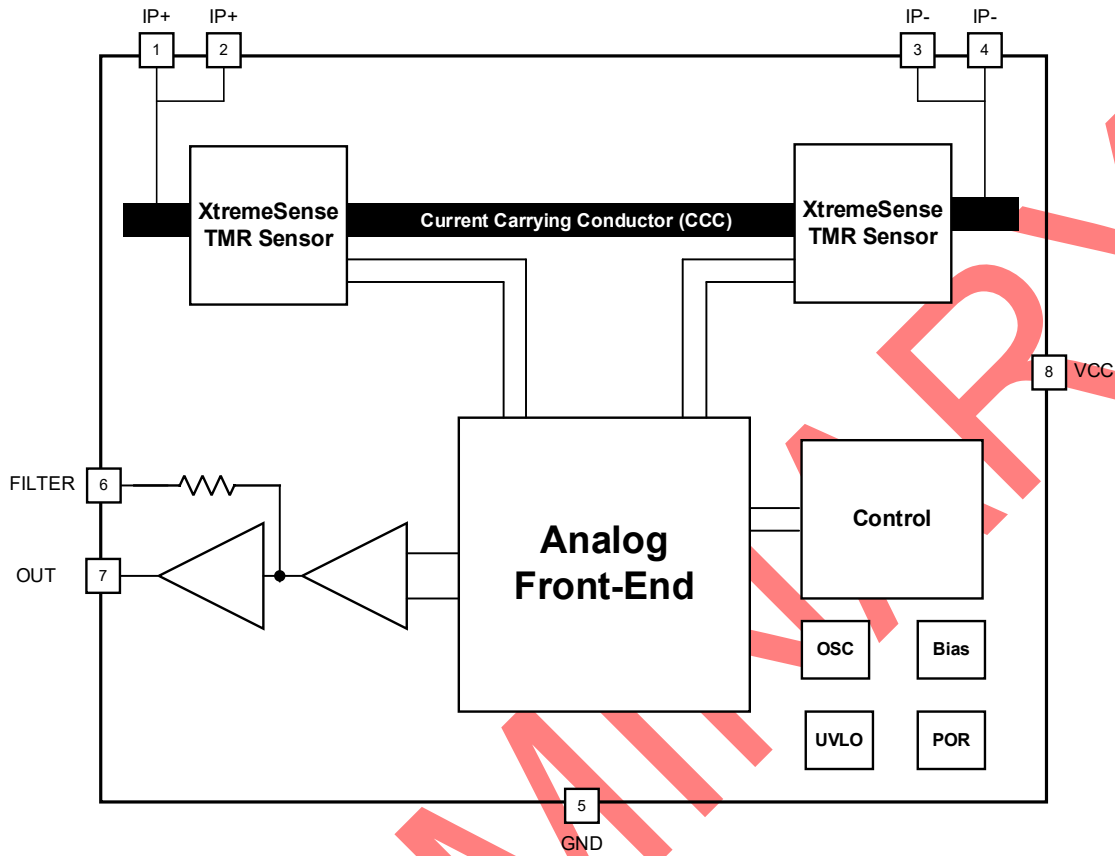 IP+ IP+ IP- IP-
1 2 3 4
XtremeSense
TMR Sensor
Current Carrying Conductor (CCC)
XtremeSense
TMR Sensor
8 VCC
FILTER 6
OUT 7
Analog
Front-End
Control
OSC Bias
UVLO POR
5
GND